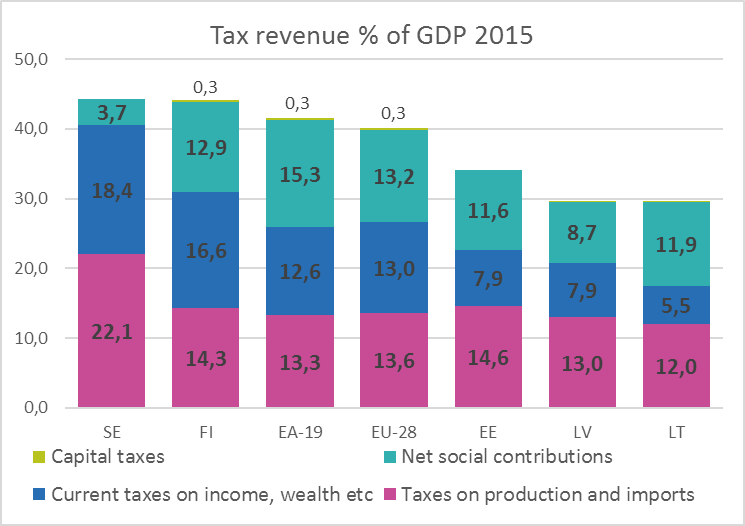 Tax revenue % of GDP 2015
50,0
40,0
30,0
20,0
10,0
0,0
0,3 0,3 0,3
3,7 12,9 15,3 13,2 11,6 8,7 11,9
18,4 16,6 12,6 13,0 7,9 7,9 5,5
22,1 14,3 13,3 13,6 14,6 13,0 12,0
SE FI EA-19 EU-28 EE LV LT
Capital taxes Net social contributions
Current taxes on income, wealth etc Taxes on production and imports